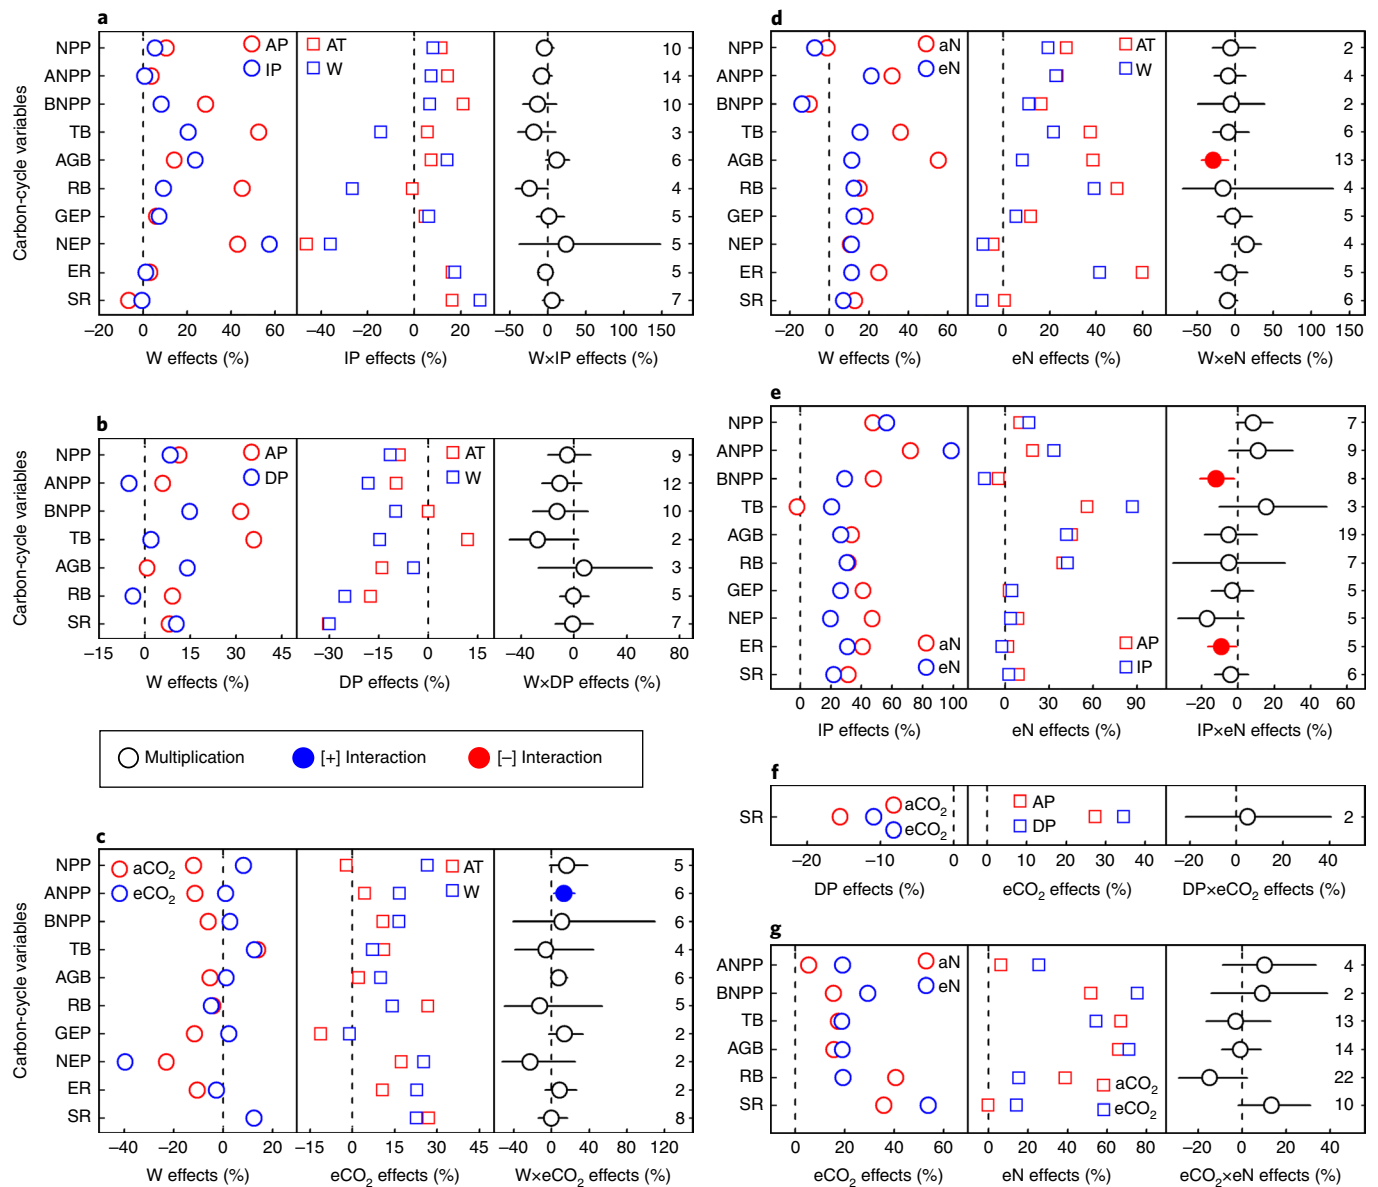 a
Carbon-cycle variables
NPP
ANPP
BNPP
TB
AGB
RB
GEP
NEP
ER
SR
AP
IP
AT
W
10
14
10
3
6
4
5
5
5
7
−20 0 20 40 60
−40 −20 0 20
−50 0 50 100 150
W effects (%)
IP effects (%)
W×IP effects (%)
b
Carbon-cycle variables
NPP
ANPP
BNPP
TB
AGB
RB
SR
AP
DP
AT
W
9
12
10
2
3
5
7
−15 0 15 30 45
−30 −15 0 15
−40 0 40 80
W effects (%)
DP effects (%)
W×DP effects (%)
Multiplication
[+] Interaction
[−] Interaction
c
Carbon-cycle variables
NPP
ANPP
BNPP
TB
AGB
RB
GEP
NEP
ER
SR
aCO2
eCO2
AT
W
5
6
6
4
6
5
2
2
2
8
−40 −20 0 20
−15 0 15 30 45
−40 0 40 80 120
W effects (%)
eCO2 effects (%)
W×eCO2 effects (%)
d
NPP
ANPP
BNPP
TB
AGB
RB
GEP
NEP
ER
SR
aN
eN
AT
W
2
4
2
6
13
4
5
4
5
6
−20 0 20 40 60
0 20 40 60
−50 0 50 100 150
W effects (%)
eN effects (%)
W×eN effects (%)
e
NPP
ANPP
BNPP
TB
AGB
RB
GEP
NEP
ER
SR
aN
eN
AP
IP
7
9
8
3
19
7
5
5
5
6
0 20 40 60 80 100
0 30 60 90
−20 0 20 40 60
IP effects (%)
eN effects (%)
IP×eN effects (%)
f
SR
aCO2
eCO2
AP
DP
2
−20 −10 0
0 10 20 30 40
−20 0 20 40
DP effects (%)
eCO2 effects (%)
DP×eCO2 effects (%)
g
ANPP
BNPP
TB
AGB
RB
SR
aN
eN
aCO2
eCO2
4
2
13
14
22
10
0 20 40 60
0 20 40 60 80
−20 0 20 40
eCO2 effects (%)
eN effects (%)
eCO2×eN effects (%)